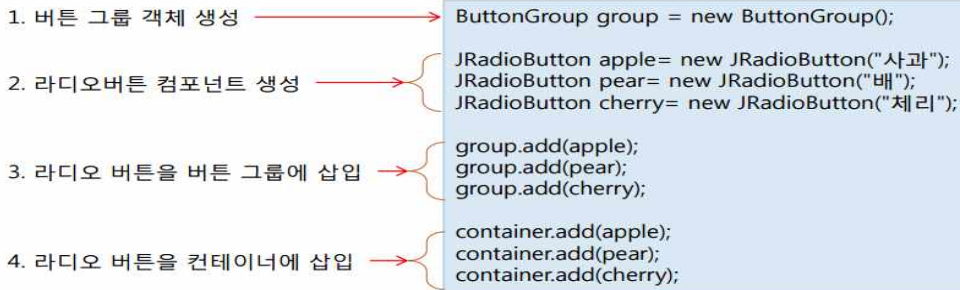 1. 버튼 그룹 객체 생성
ButtonGroup group = new ButtonGroup();
2. 라디오버튼 컴포넌트 생성
JRadioButton apple= new JRadioButton("사과");
JRadioButton pear= new JRadioButton("배");
JRadioButton cherry= new JRadioButton("체리");
3. 라디오 버튼을 버튼 그룹에 삽입
group.add(apple);
group.add(pear);
group.add(cherry);
4. 라디오 버튼을 컨테이너에 삽입
container.add(apple);
container.add(pear);
container.add(cherry);